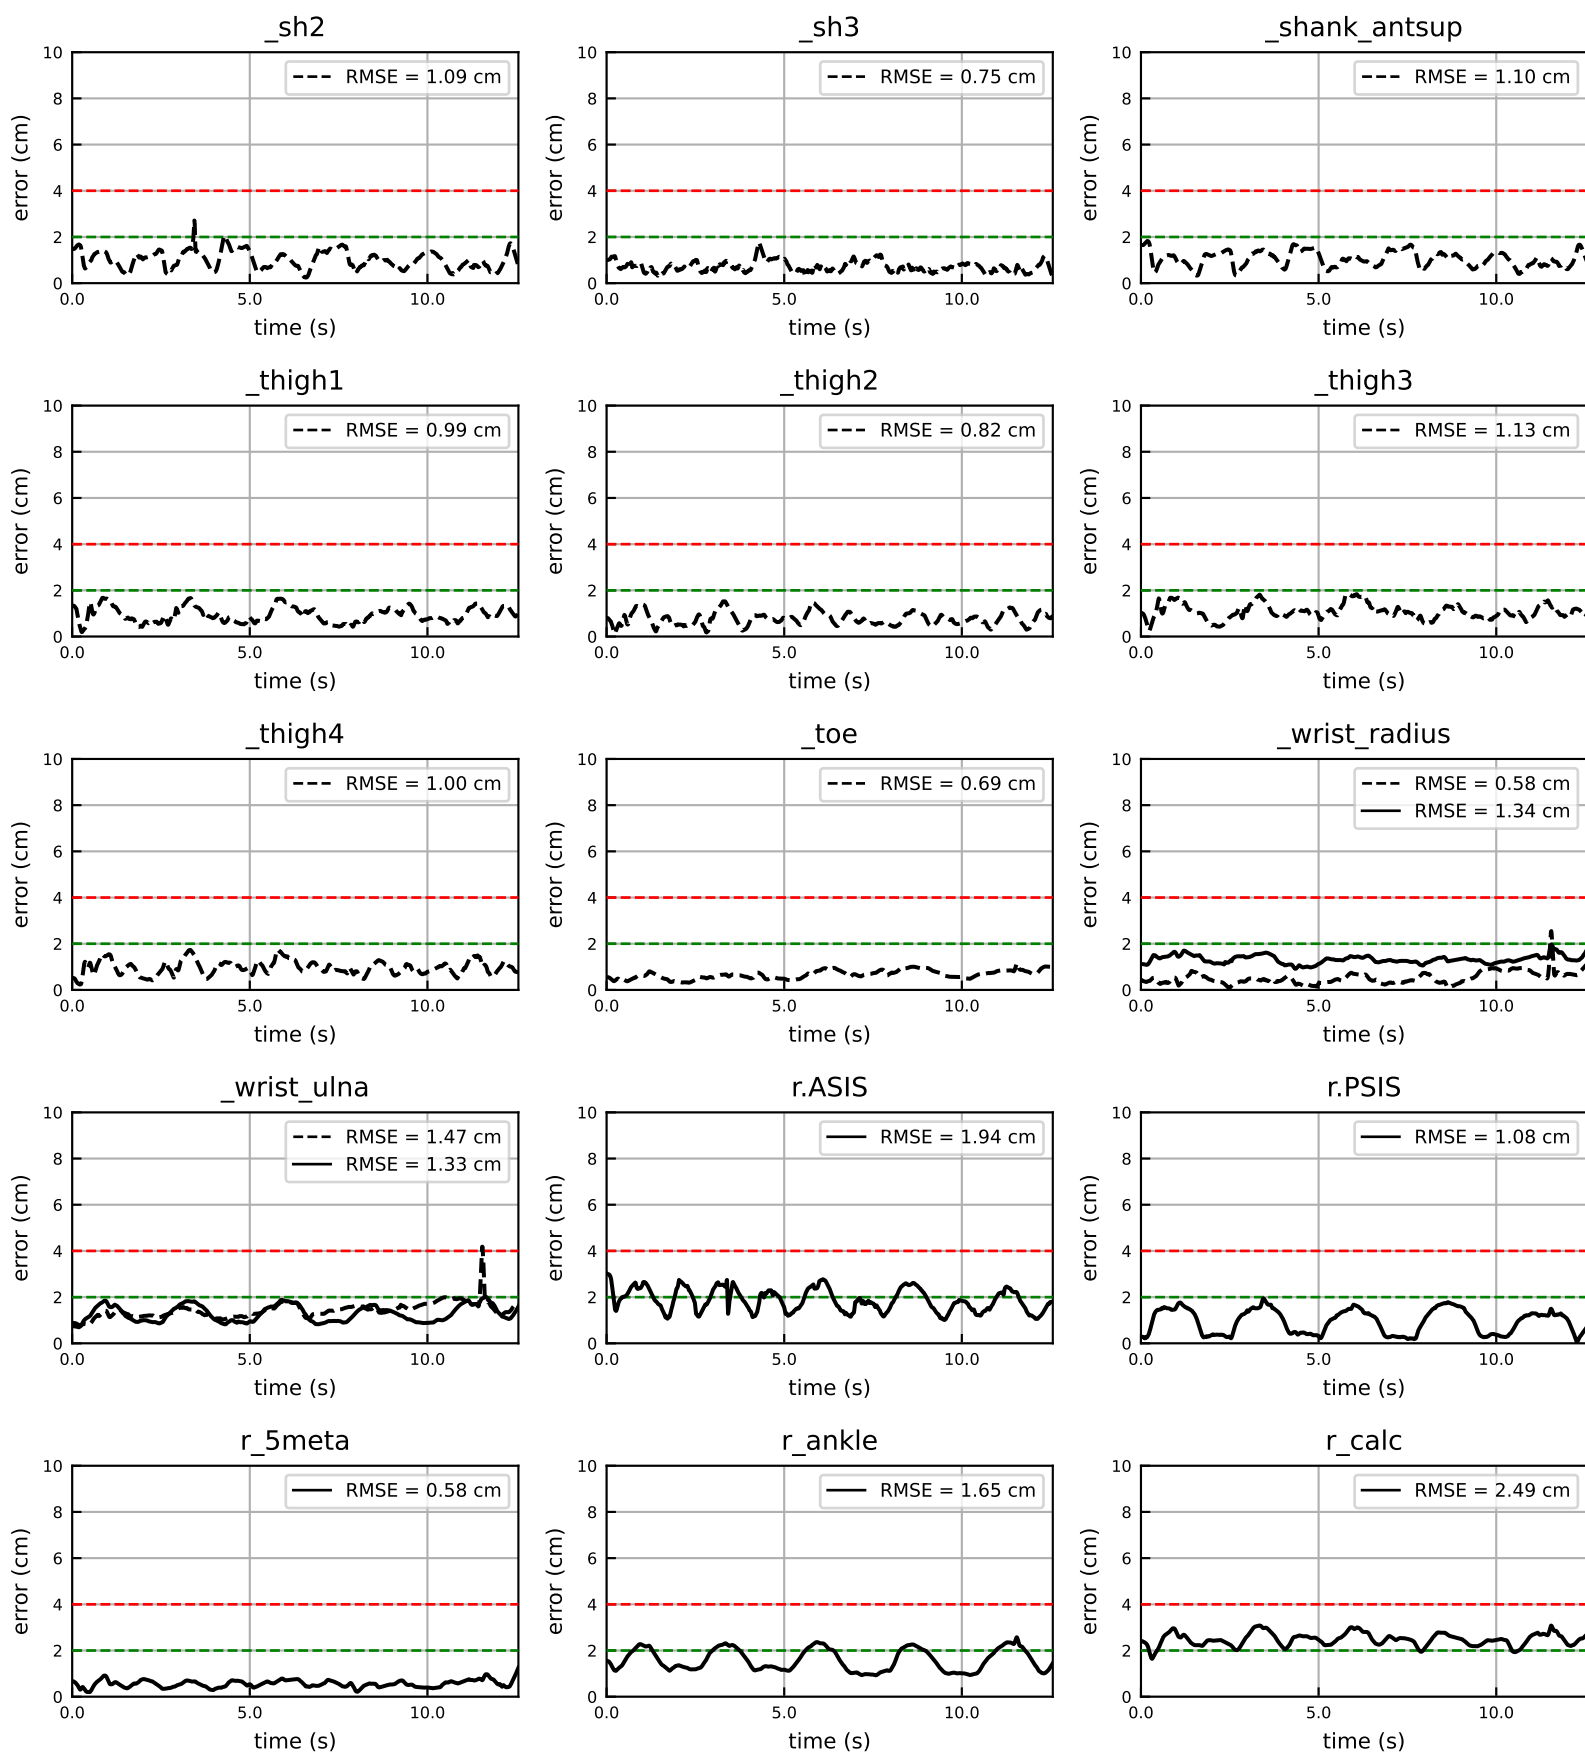 _sh2
_sh3
_shank_antsup
RMSE = 1.09 cm
RMSE = 0.75 cm
RMSE = 1.10 cm
error (cm)
error (cm)
error (cm)
10
8
6
4
2
0
10
8
6
4
2
0
10
8
6
4
2
0
0.0 5.0 10.0
0.0 5.0 10.0
0.0 5.0 10.0
time (s)
time (s)
time (s)
_thigh1
_thigh2
_thigh3
RMSE = 0.99 cm
RMSE = 0.82 cm
RMSE = 1.13 cm
error (cm)
error (cm)
error (cm)
10
8
6
4
2
0
10
8
6
4
2
0
10
8
6
4
2
0
0.0 5.0 10.0
0.0 5.0 10.0
0.0 5.0 10.0
time (s)
time (s)
time (s)
_thigh4
_toe
_wrist_radius
RMSE = 1.00 cm
RMSE = 0.69 cm
RMSE = 0.58 cm
RMSE = 1.34 cm
error (cm)
error (cm)
error (cm)
10
8
6
4
2
0
10
8
6
4
2
0
10
8
6
4
2
0
0.0 5.0 10.0
0.0 5.0 10.0
0.0 5.0 10.0
time (s)
time (s)
time (s)
_wrist_ulna
r.ASIS
r.PSIS
RMSE = 1.47 cm
RMSE = 1.33 cm
RMSE = 1.94 cm
RMSE = 1.08 cm
error (cm)
error (cm)
error (cm)
10
8
6
4
2
0
10
8
6
4
2
0
10
8
6
4
2
0
0.0 5.0 10.0
0.0 5.0 10.0
0.0 5.0 10.0
time (s)
time (s)
time (s)
r_5meta
r_ankle
r_calc
RMSE = 0.58 cm
RMSE = 1.65 cm
RMSE = 2.49 cm
error (cm)
error (cm)
error (cm)
10
8
6
4
2
0
10
8
6
4
2
0
10
8
6
4
2
0
0.0 5.0 10.0
0.0 5.0 10.0
0.0 5.0 10.0
time (s)
time (s)
time (s)